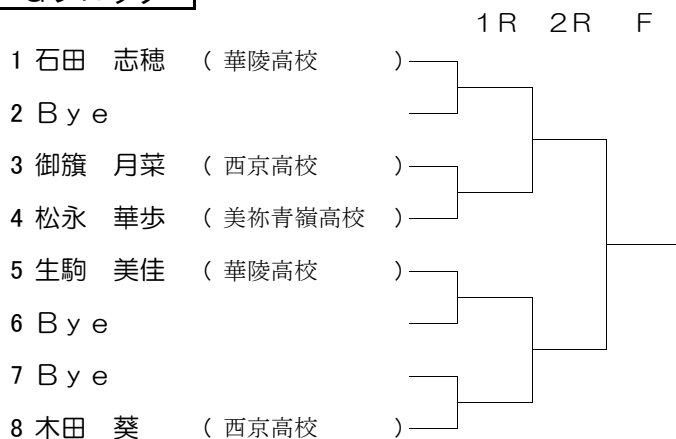 1R 2R F
1 石田 志穂 ( 華陵高校 )
2 Bye
3 御籏 月菜 ( 西京高校 )
4 松永 華歩 ( 美祢青嶺高校 )
5 生駒 美佳 ( 華陵高校 )
6 Bye
7 Bye
8 木田 葵 ( 西京高校 )